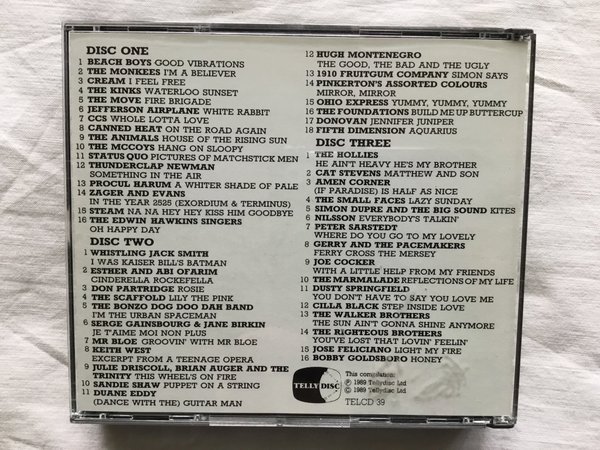 DISC ONE
1 BEACH BOYS GOOD VIBRATIONS
2 THE MONKEES I'M A BELIEVER
3 CREAM I FEEL FREE
4 THE KINKS WATERLOO SUNSET
5 THE MOVE FIRE BRIGADE
6 JEFFERSON AIRPLANE WHITE RABBIT
7 CCS WHOLE LOTTA LOVE
8 CANNED HEAT ON THE ROAD AGAIN
9 THE ANIMALS HOUSE OF THE RISING SUN
10 THE MCCOYS HANG ON SLOOPY
11 STATUS QUO PICTURES OF MATCHSTICK MEN
12 THUNDERCLAP NEWMAN
SOMETHING IN THE AIR
13 PROCUL HARUM A WHITER SHADE OF PALE
14 ZAGER AND EVANS
IN THE YEAR 2525 (EXORDIUM & TERMINUS)
15 STEAM NA NA HEY HEY KISS HIM GOODBYE
16 THE EDWIN HAWKINS SINGERS
OH HAPPY DAY
DISC TWO
1 WHISTLING JACK SMITH
I WAS KAISER BILL'S BATMAN
2 ESTHER AND ABI OFARIM
CINDERELLA ROCKEFELLA
3 DON PARTRIDGE ROSIE
4 THE SCAFFOLD LILY THE PINK
5 THE BONZO DOG DOO DAH BAND
I'M THE URBAN SPACEMAN
6 SERGE GAINSBOURG & JANE BIRKIN
JE T'AIME MOI NON PLUS
7 MR BLOE GROOVIN' WITH MR BLOE
8 KEITH WEST
EXCERPT FROM A TEENAGE OPERA
9 JULIE DRISCOLL, BRIAN AUGER AND THE
TRINITY THIS WHEEL'S ON FIRE
10 SANDIE SHAW PUPPET ON A STRING
11 DUANE EDDY
(DANCE WITH THE) GUITAR MAN
12 HUGH MONTENEGRO
THE GOOD, THE BAD AND THE UGLY
13 1910 FRUITGUM COMPANY SIMON SAYS
14 PINKERTON'S ASSORTED COLOURS
MIRROR, MIRROR
15 OHIO EXPRESS YUMMY, YUMMY, YUMMY
16 THE FOUNDATIONS BUILD ME UP BUTTERCUP
17 DONOVAN JENNIFER JUNIPER
18 FIFTH DIMENSION AQUARIUS
DISC THREE
1 THE HOLLIES
HE AIN'T HEAVY HE'S MY BROTHER
2 CAT STEVENS MATTHEW AND SON
3 AMEN CORNER
(IF PARADISE) IS HALF AS NICE
4 THE SMALL FACES LAZY SUNDAY
5 SIMON DUPRE AND THE BIG SOUND KITES
6 NILSSON EVERYBODY'S TALKIN'
7 PETER SARSTEDT
WHERE DO YOU GO TO MY LOVELY
8 GERRY AND THE PACEMAKERS
FERRY CROSS THE MERSEY
9 JOE COCKER
WITH A LITTLE HELP FROM MY FRIENDS
10 THE MARMALADE REFLECTIONS OF MY LIFE
11 DUSTY SPRINGFIELD
YOU DON'T HAVE TO SAY YOU LOVE ME
12 CILLA BLACK STEP INSIDE LOVE
13 THE WALKER BROTHERS
THE SUN AIN'T GONNA SHINE ANYMORE
14 THE RIGHTEOUS BROTHERS
YOU'VE LOST THAT LOVIN' FEELIN'
15 JOSE FELICIANO LIGHT MY FIRE
16 BOBBY GOLDSBORO HONEY
TELLY DISC
This compilation:
℗ 1989 Tellydisc Ltd
© 1989 Tellydisc Ltd
TELCD 39